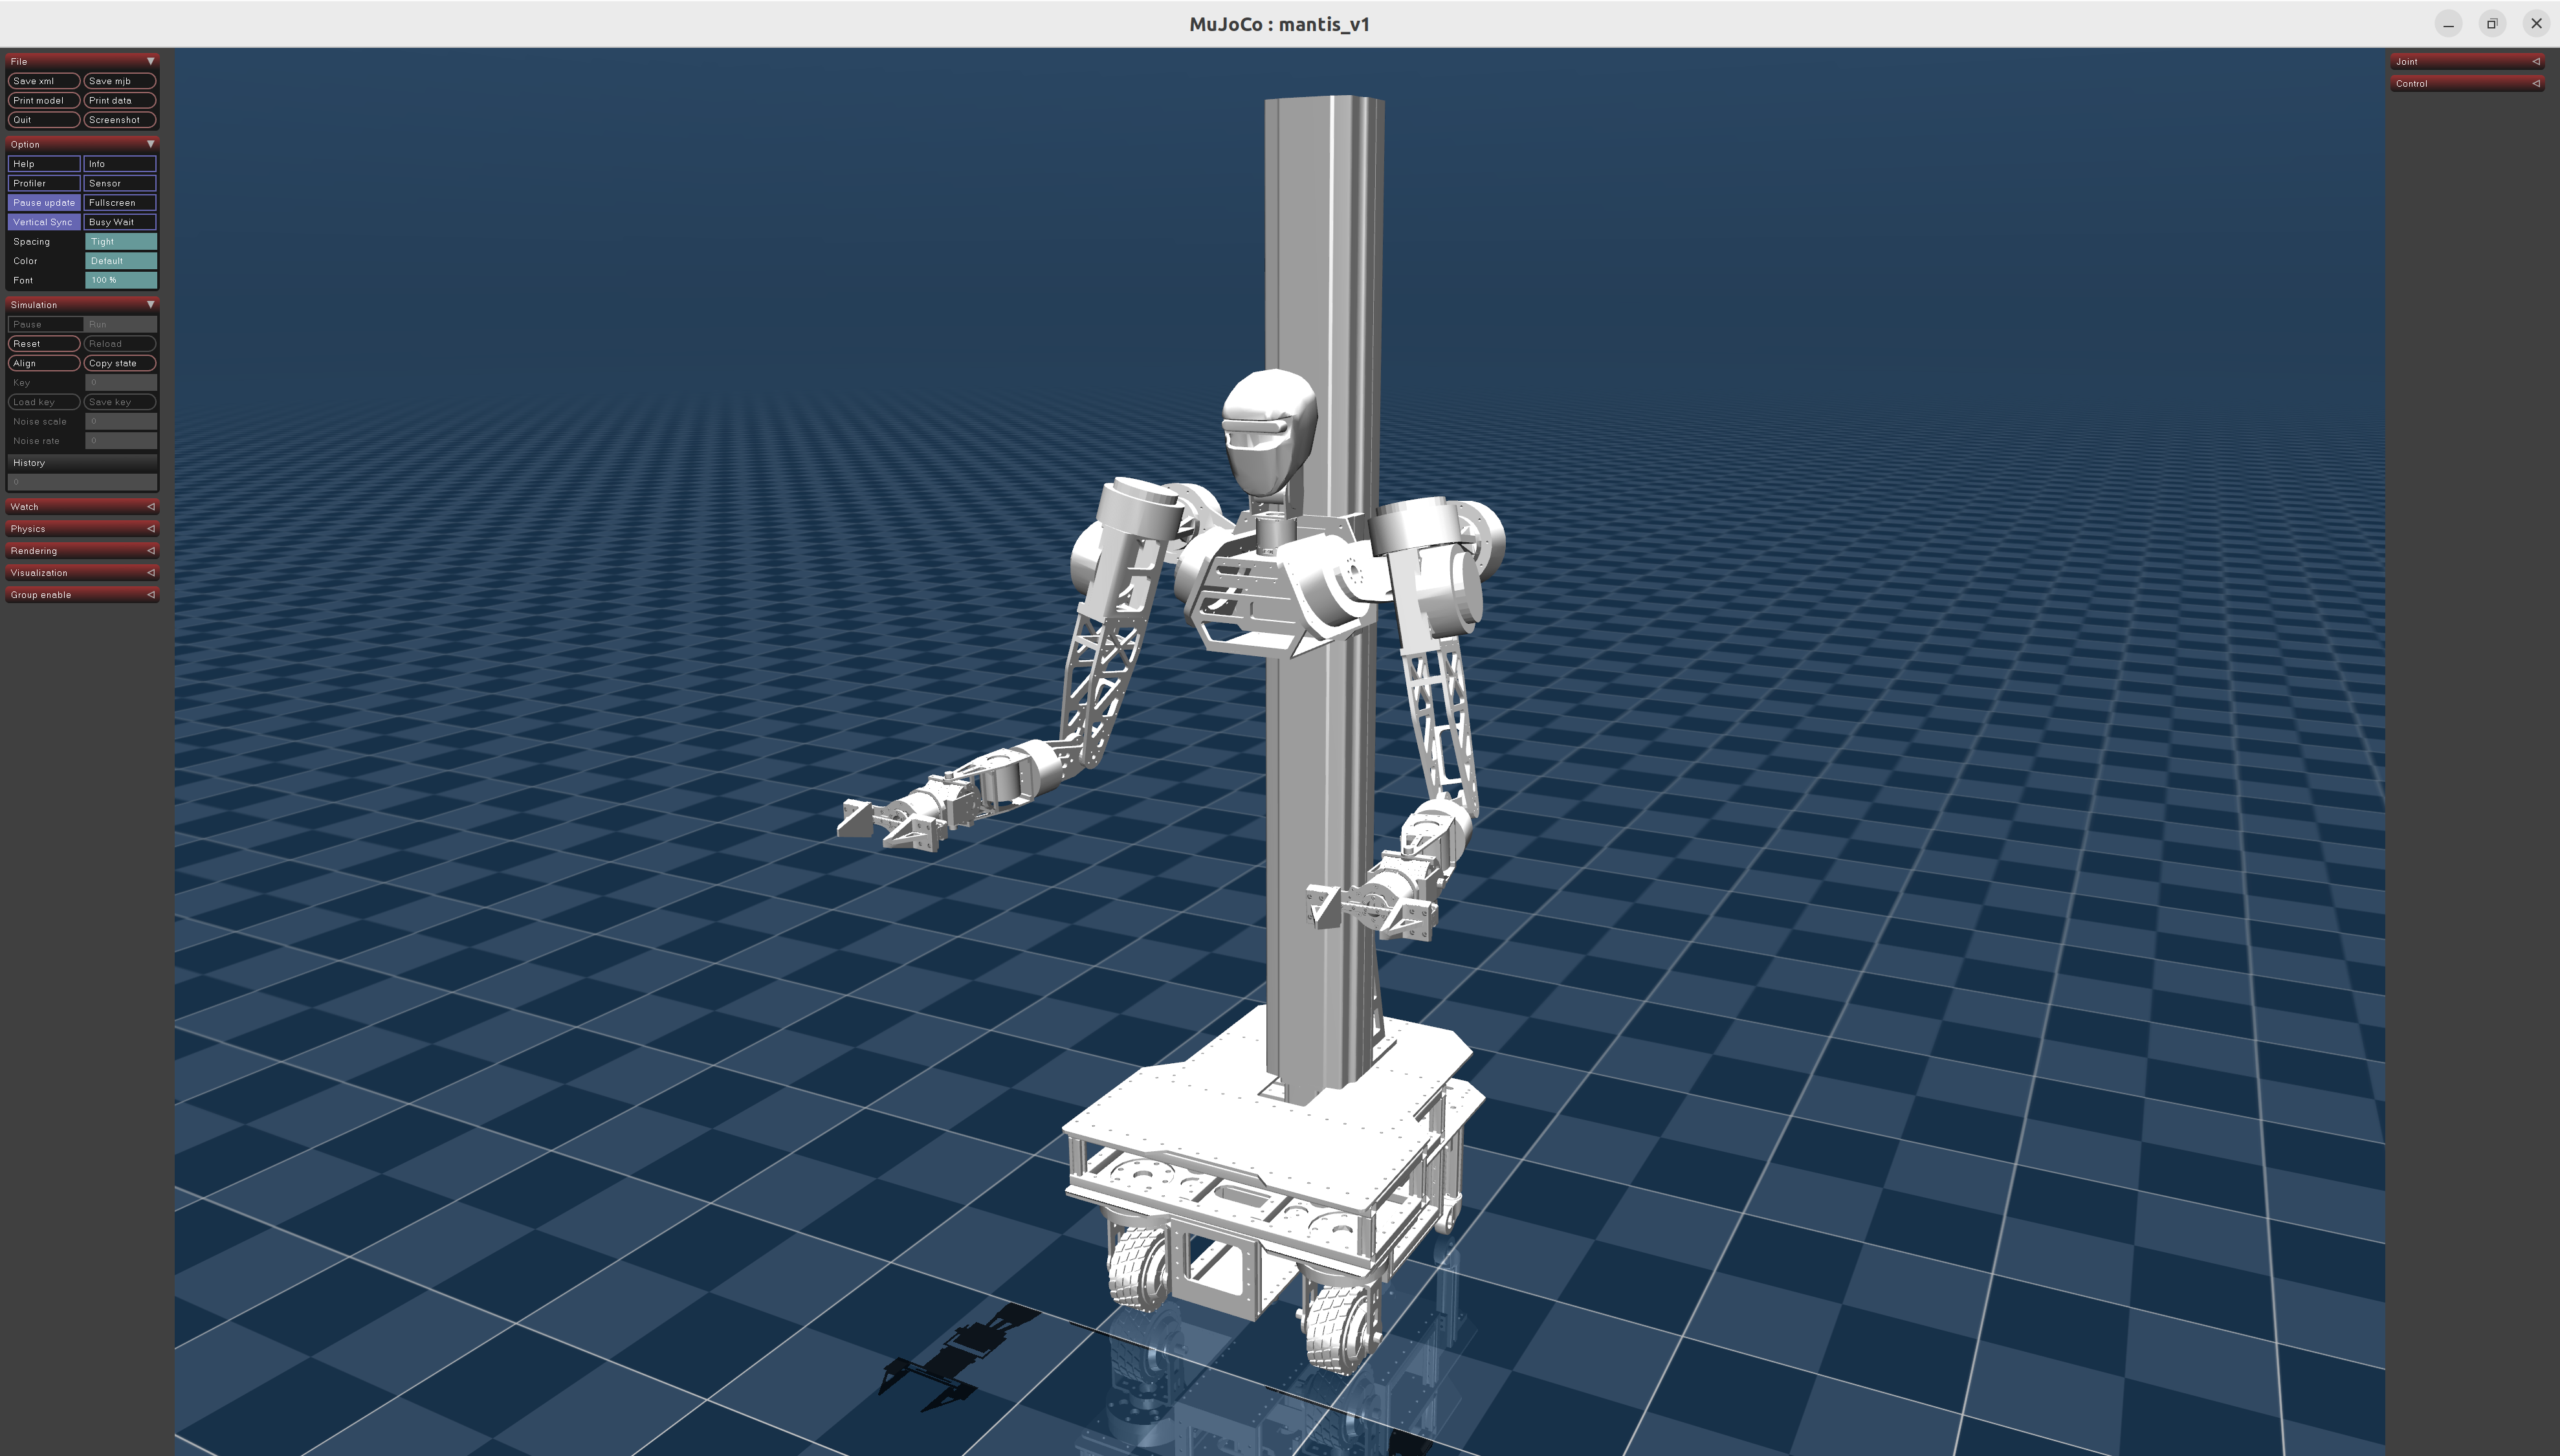 MuJoCo : mantis_v1
File
Save xml Save mjb
Print model Print data
Quit Screenshot
Option
Help Info
Profiler Sensor
Pause update Fullscreen
Vertical Sync Busy Wait
Spacing Tight
Color Default
Font 100 %
Simulation
Pause Run
Reset Reload
Align Copy state
Key 0
Load key Save key
Noise scale 0
Noise rate 0
History
0
Watch
Physics
Rendering
Visualization
Group enable
Joint
Control